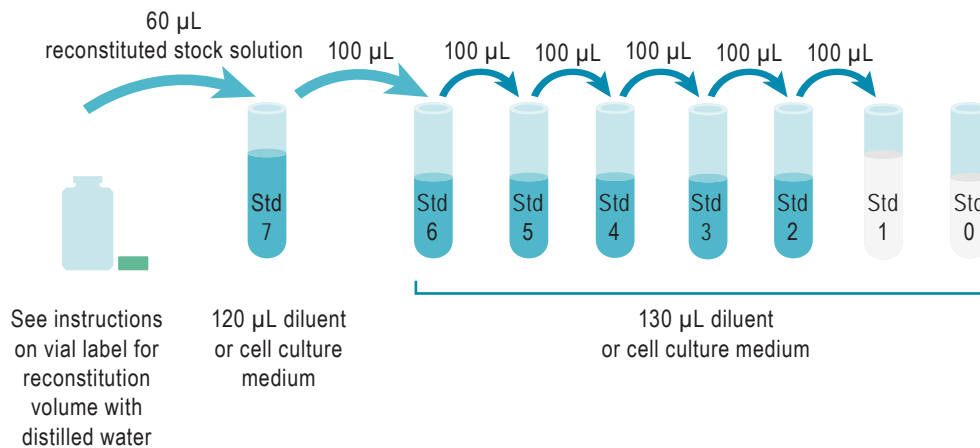 60 µL
reconstituted stock solution
100 µL
100 µL
100 µL
100 µL
100 µL
100 µL
Std
7
Std
6
Std
5
Std
4
Std
3
Std
2
Std
1
Std
0
See instructions
on vial label for
reconstitution
volume with
distilled water
120 µL diluent
or cell culture
medium
130 µL diluent
or cell culture medium